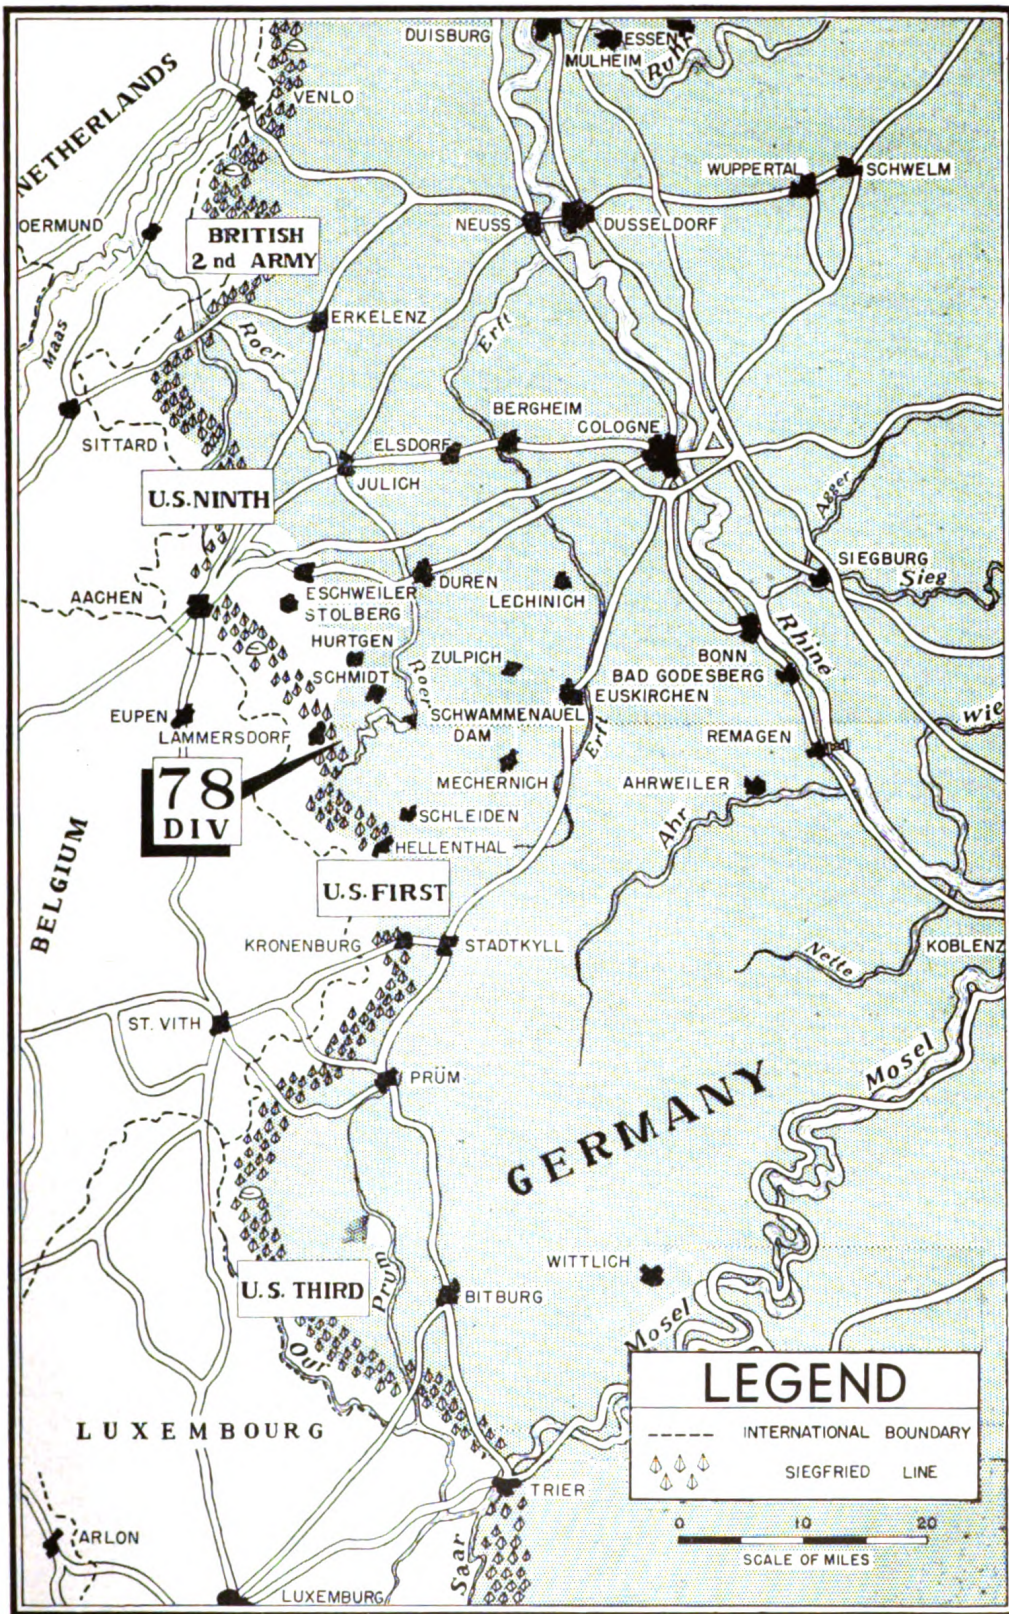 DUISBURG
ESSEN
MULHEIM
RUHR
NETHERLANDS
VENLO
WUPPERTAL
SCHWELM
OERMUND
NEUSS
DUSSELDORF
BRITISH
2nd ARMY
Maas
Roer
ERKELENZ
Erft
BERGHEIM
COLOGNE
SITTARD
ELSDORF
JULICH
Agger
U.S. NINTH
AACHEN
ESCHWEILER
STOLBERG
DUREN
LECHINICH
SIEGBURG
Sieg
HURTGEN
SCHMIDT
Roer
ZULPICH
BONN
BAD GODESBERG
EUSKIRCHEN
Rhine
EUPEN
LAMMERSDORF
SCHWAMMENAUEL
DAM
Erft
REMAGEN
Wie
78
DIV
MECHERNICH
AHRWEILER
SCHLEIDEN
Ahr
HELLENTHAL
BELGIUM
U.S. FIRST
KRONENBURG
STADTKYLL
Nette
KOBLENZ
ST. VITH
PRÜM
Mosel
GERMANY
Prum
WITTLICH
U.S. THIRD
BITBURG
Mosel
Our
LUXEMBOURG
LEGEND
INTERNATIONAL BOUNDARY
SIEGFRIED LINE
TRIER
ARLON
Saar
0 10 20
SCALE OF MILES
LUXEMBURG